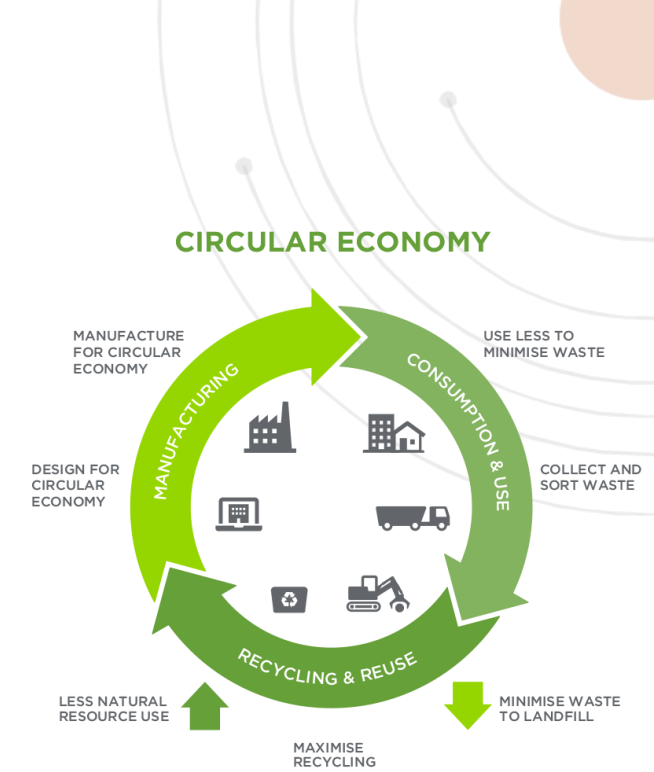 CIRCULAR ECONOMY
MANUFACTURE
FOR CIRCULAR
ECONOMY
USE LESS TO
MINIMISE WASTE
MANUFACTURING
CONSUMPTION & USE
DESIGN FOR
CIRCULAR
ECONOMY
COLLECT AND
SORT WASTE
RECYCLING & REUSE
LESS NATURAL
RESOURCE USE
MINIMISE WASTE
TO LANDFILL
MAXIMISE
RECYCLING